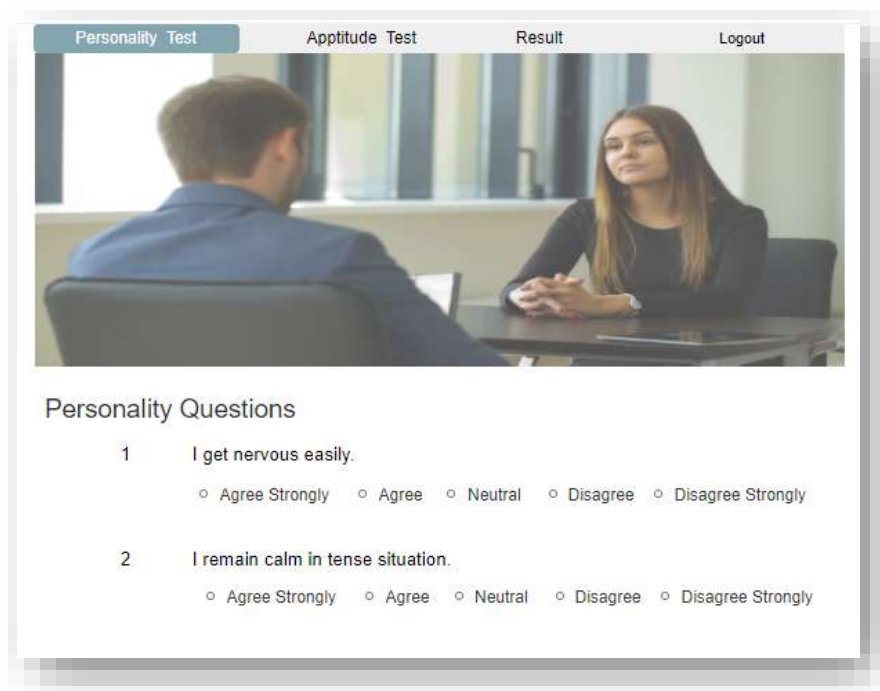 Personality Test Apptitude Test Result Logout
Personality Questions
1 I get nervous easily.
Agree Strongly Agree Neutral Disagree Disagree Strongly
2 I remain calm in tense situation.
Agree Strongly Agree Neutral Disagree Disagree Strongly